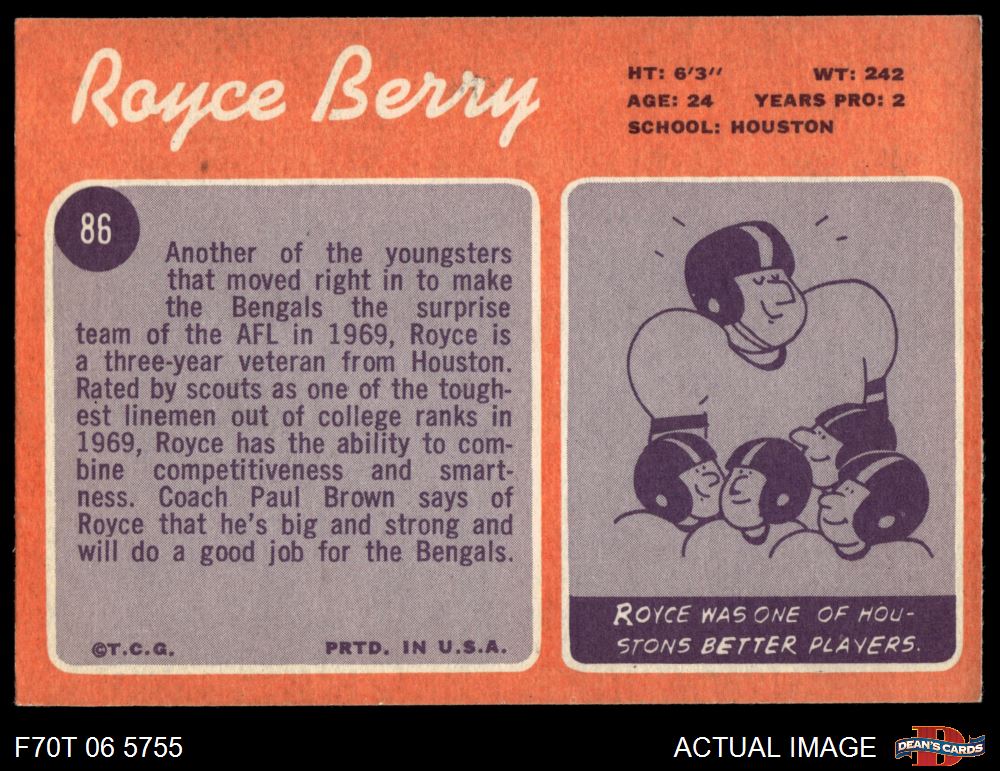 Royce Berry
HT: 6'3" WT: 242
AGE: 24 YEARS PRO: 2
SCHOOL: HOUSTON
86
Another of the youngsters
that moved right in to make
the Bengals the surprise
team of the AFL in 1969, Royce is
a three-year veteran from Houston.
Rated by scouts as one of the tough-
est linemen out of college ranks in
1969, Royce has the ability to com-
bine competitiveness and smart-
ness. Coach Paul Brown says of
Royce that he's big and strong and
will do a good job for the Bengals.
©T.C.G. PRTD. IN U.S.A.
ROYCE WAS ONE OF HOU-
STONS BETTER PLAYERS.
F70T 06 5755
ACTUAL IMAGE
D
DEAN'S CARDS